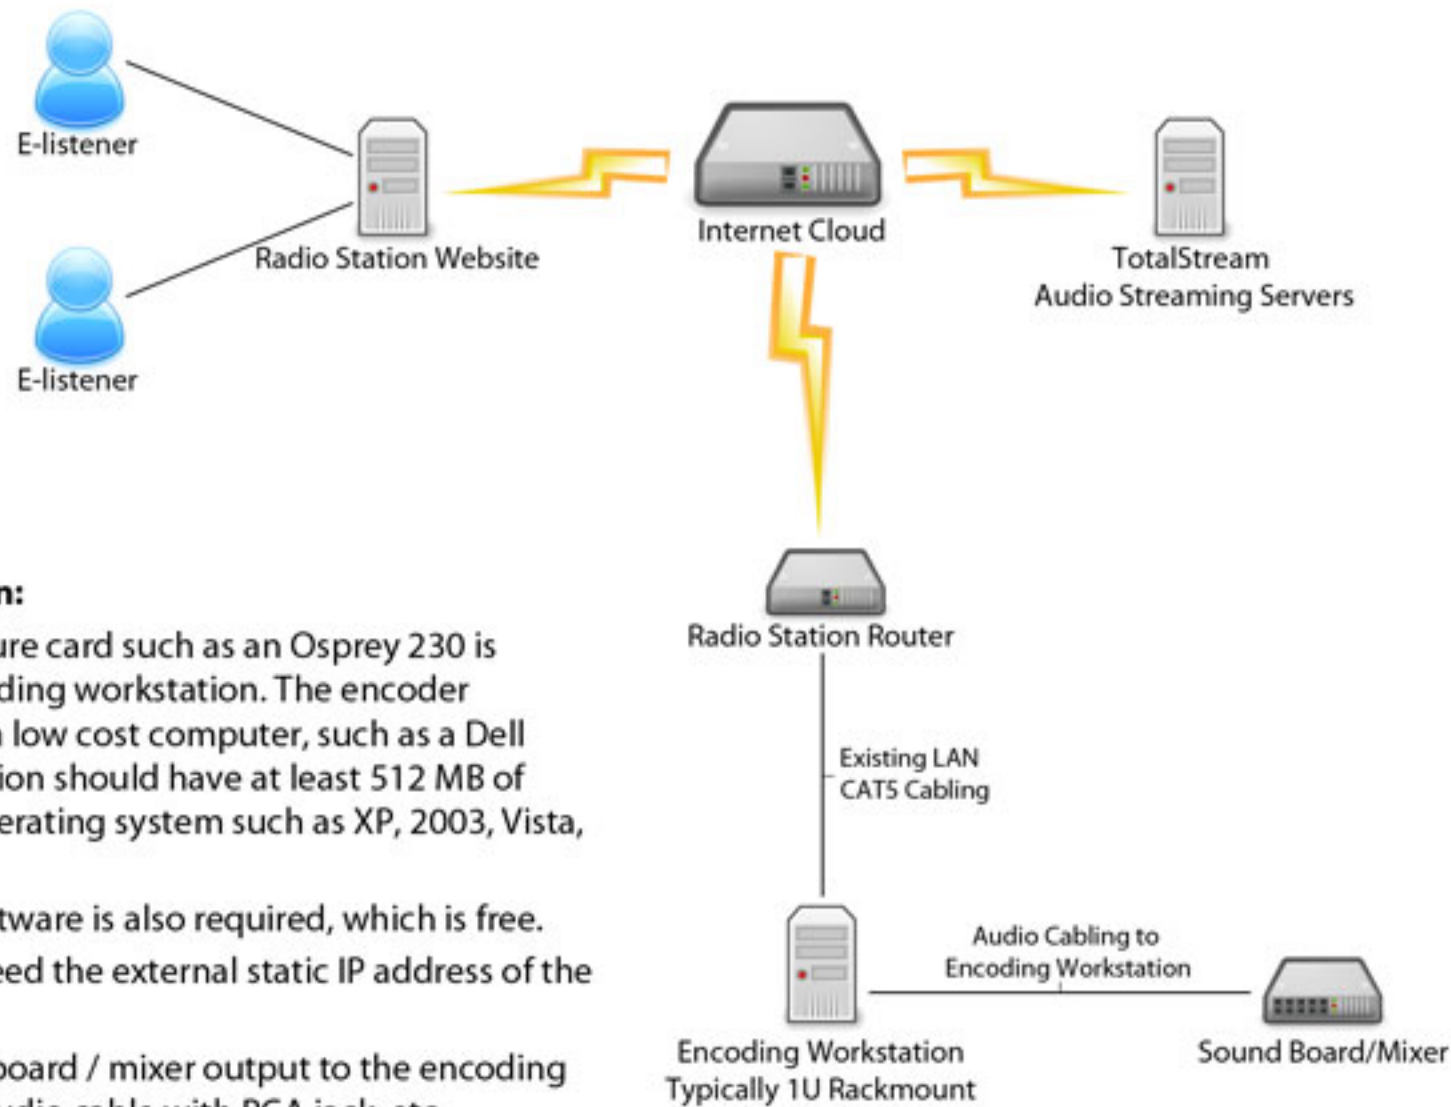 E-listener
Radio Station Website
Internet Cloud
TotalStream
Audio Streaming Servers
E-listener
Radio Station Router
Existing LAN
CAT5 Cabling
Audio Cabling to
Encoding Workstation
Encoding Workstation
Typically 1U Rackmount
Sound Board/Mixer
n:
ure card such as an Osprey 230 is
ding workstation. The encoder
a low cost computer, such as a Dell
tion should have at least 512 MB of
perating system such as XP, 2003, Vista,
tware is also required, which is free.
eed the external static IP address of the
board / mixer output to the encoding